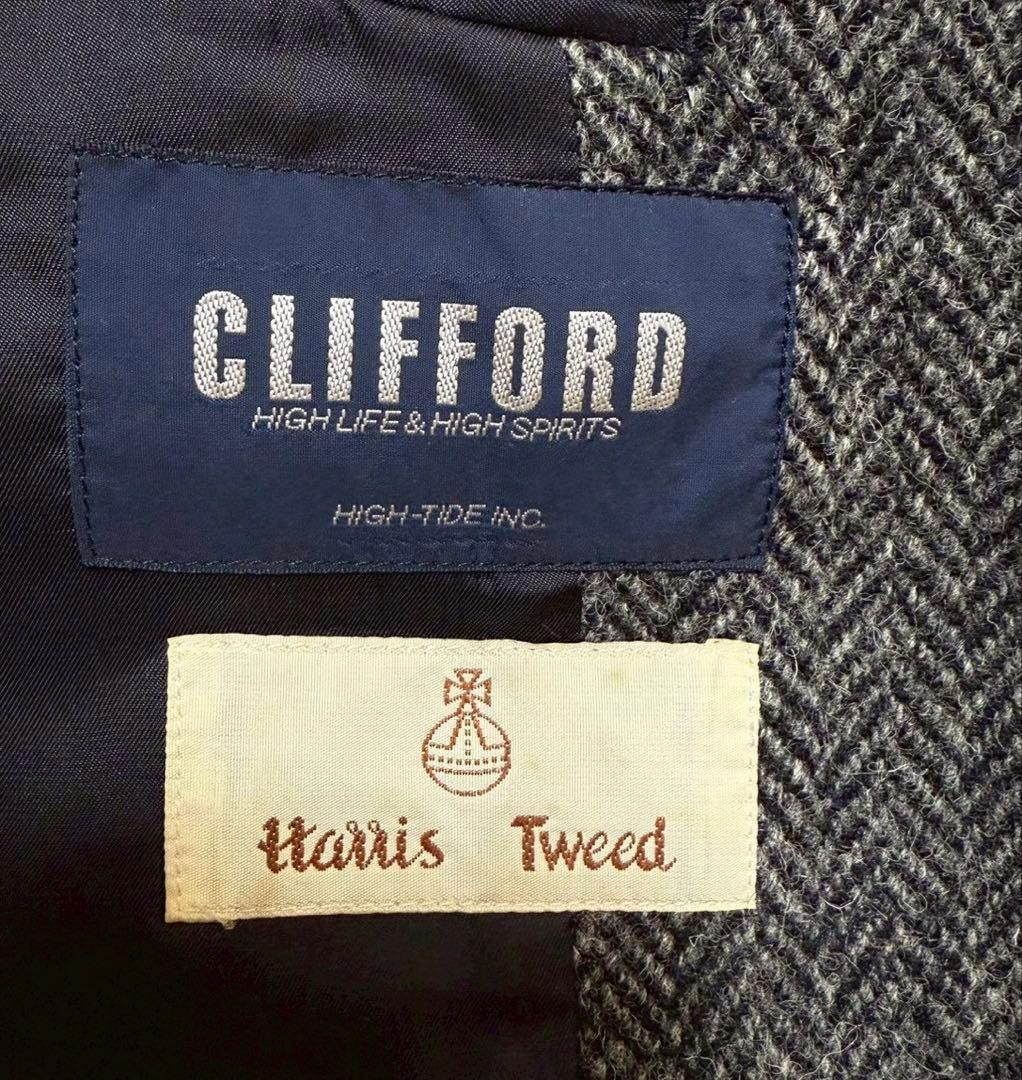 CLIFFORD
HIGH LIFE & HIGH SPIRITS
HIGH-TIDE INC.
Harris Tweed